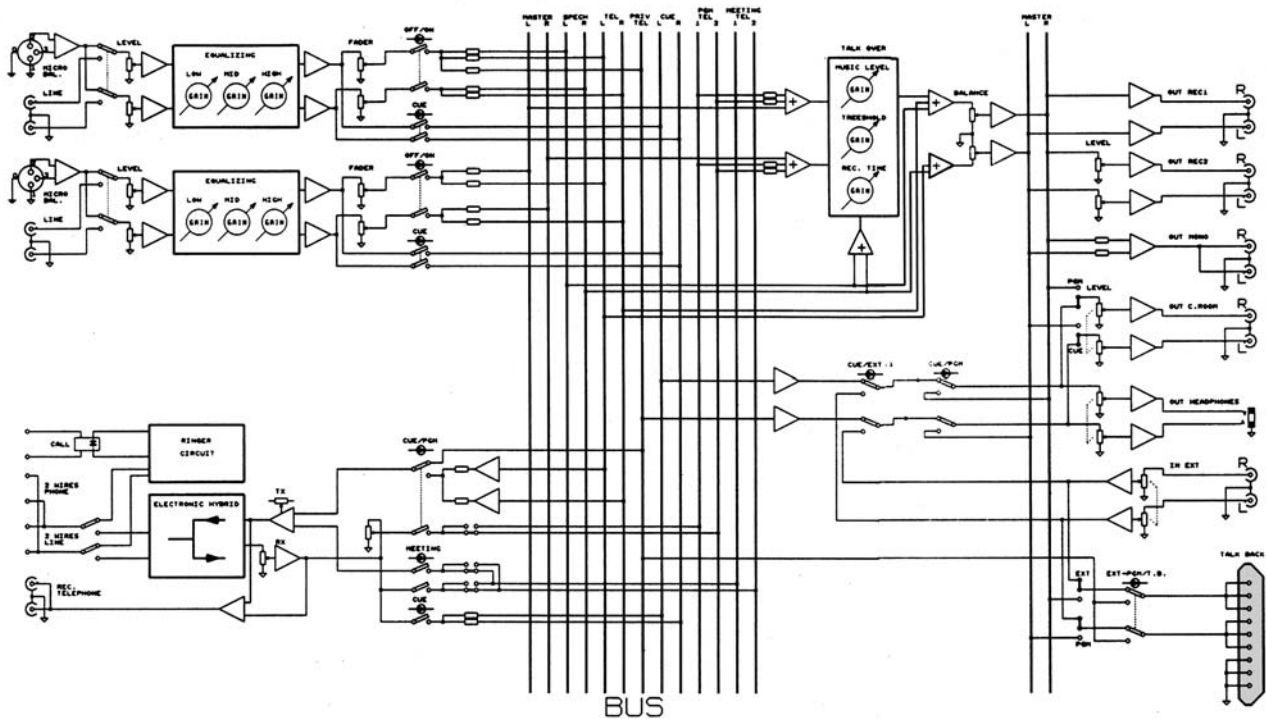 MASTER SPECH TEL PRIV TEL CUE PGM TEL MEETING TEL MASTER
L R L R L R L R 1 2 1 2 L R
MICRO BAL.
LEVEL
EQUALIZING
LOW MID HIGH
GAIN GAIN GAIN
FADER
OFF/ON
CUE
LINE
TALK OVER
MUSIC LEVEL
GAIN
TREESHOLD
GAIN
REC. TIME
GAIN
BALANCE
OUT REC1
R
L
LEVEL
OUT REC2
R
L
MICRO BAL.
LEVEL
EQUALIZING
LOW MID HIGH
GAIN GAIN GAIN
FADER
OFF/ON
CUE
LINE
OUT MONO
R
L
PGM
LEVEL
OUT C.ROOM
R
L
CUE
CUE/EXT.
CUE/PGM
OUT HEADPHONES
IN EXT
R
L
CALL
RINGER
CIRCUIT
2 WIRES
PHONE
2 WIRES
LINE
ELECTRONIC HYBRID
TX
RX
REC.
TELEPHONE
CUE/PGM
MEETING
CUE
EXT
EXT-PGM/T.B.
PGM
TALK BACK
BUS